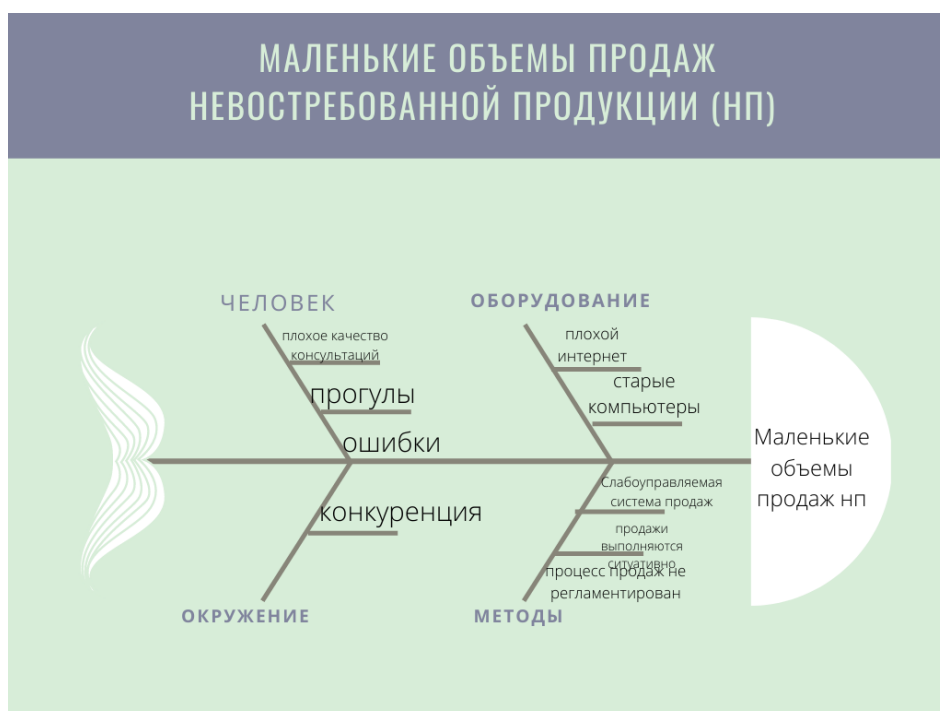 МАЛЕНЬКИЕ ОБЪЕМЫ ПРОДАЖ
НЕВОСТРЕБОВАННОЙ ПРОДУКЦИИ (НП)
ЧЕЛОВЕК
плохое качество
консультаций
прогулы
ошибки
ОБОРУДОВАНИЕ
плохой
интернет
старые
компьютеры
Маленькие
объемы
продаж нп
конкуренция
ОКРУЖЕНИЕ
Слабоуправляемая
система продаж
продажи
выполняются
ситуативно
процесс продаж не
регламентирован
МЕТОДЫ